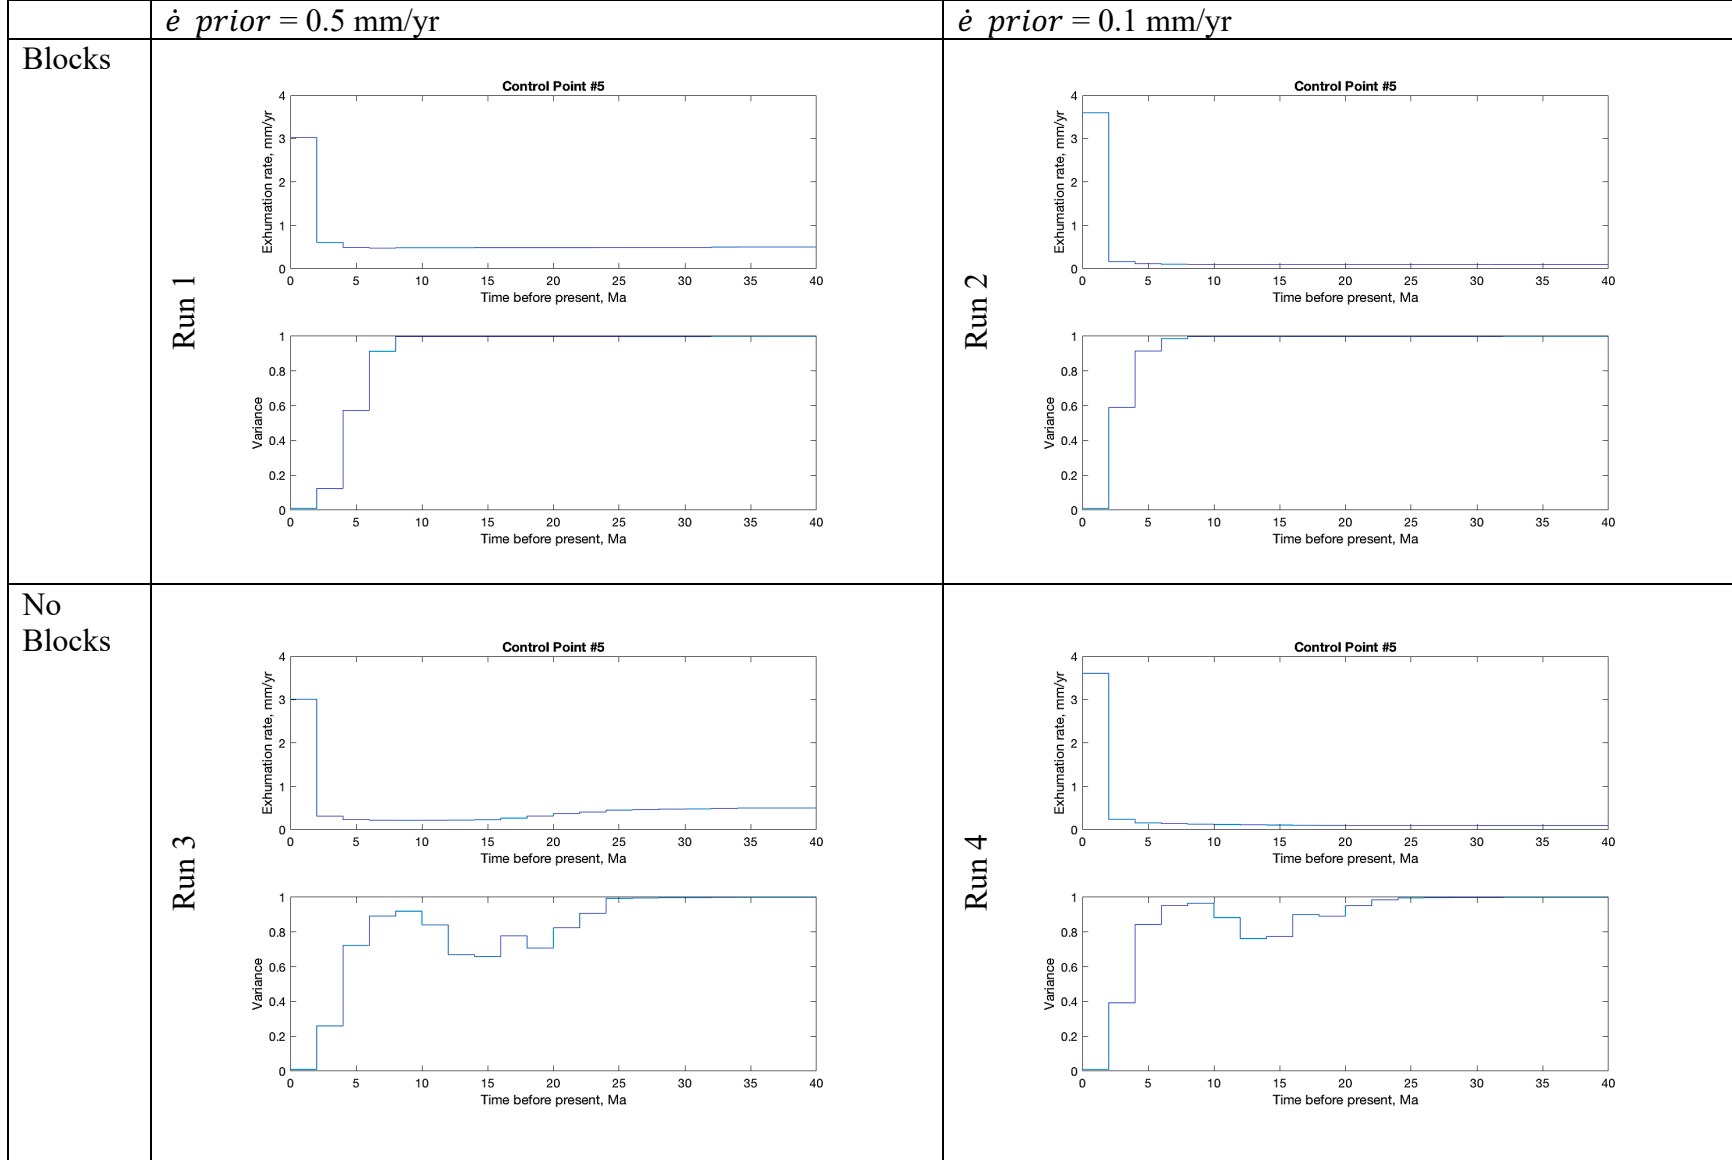 ė prior = 0.5 mm/yr
ė prior = 0.1 mm/yr
Blocks
Run 1
Control Point #5
Exhumation rate, mm/yr
4
3
2
1
0
0 5 10 15 20 25 30 35 40
Time before present, Ma
Variance
1
0.8
0.6
0.4
0.2
0
0 5 10 15 20 25 30 35 40
Time before present, Ma
Run 2
Control Point #5
Exhumation rate, mm/yr
4
3
2
1
0
0 5 10 15 20 25 30 35 40
Time before present, Ma
Variance
1
0.8
0.6
0.4
0.2
0
0 5 10 15 20 25 30 35 40
Time before present, Ma
No
Blocks
Run 3
Control Point #5
Exhumation rate, mm/yr
4
3
2
1
0
0 5 10 15 20 25 30 35 40
Time before present, Ma
Variance
1
0.8
0.6
0.4
0.2
0
0 5 10 15 20 25 30 35 40
Time before present, Ma
Run 4
Control Point #5
Exhumation rate, mm/yr
4
3
2
1
0
0 5 10 15 20 25 30 35 40
Time before present, Ma
Variance
1
0.8
0.6
0.4
0.2
0
0 5 10 15 20 25 30 35 40
Time before present, Ma